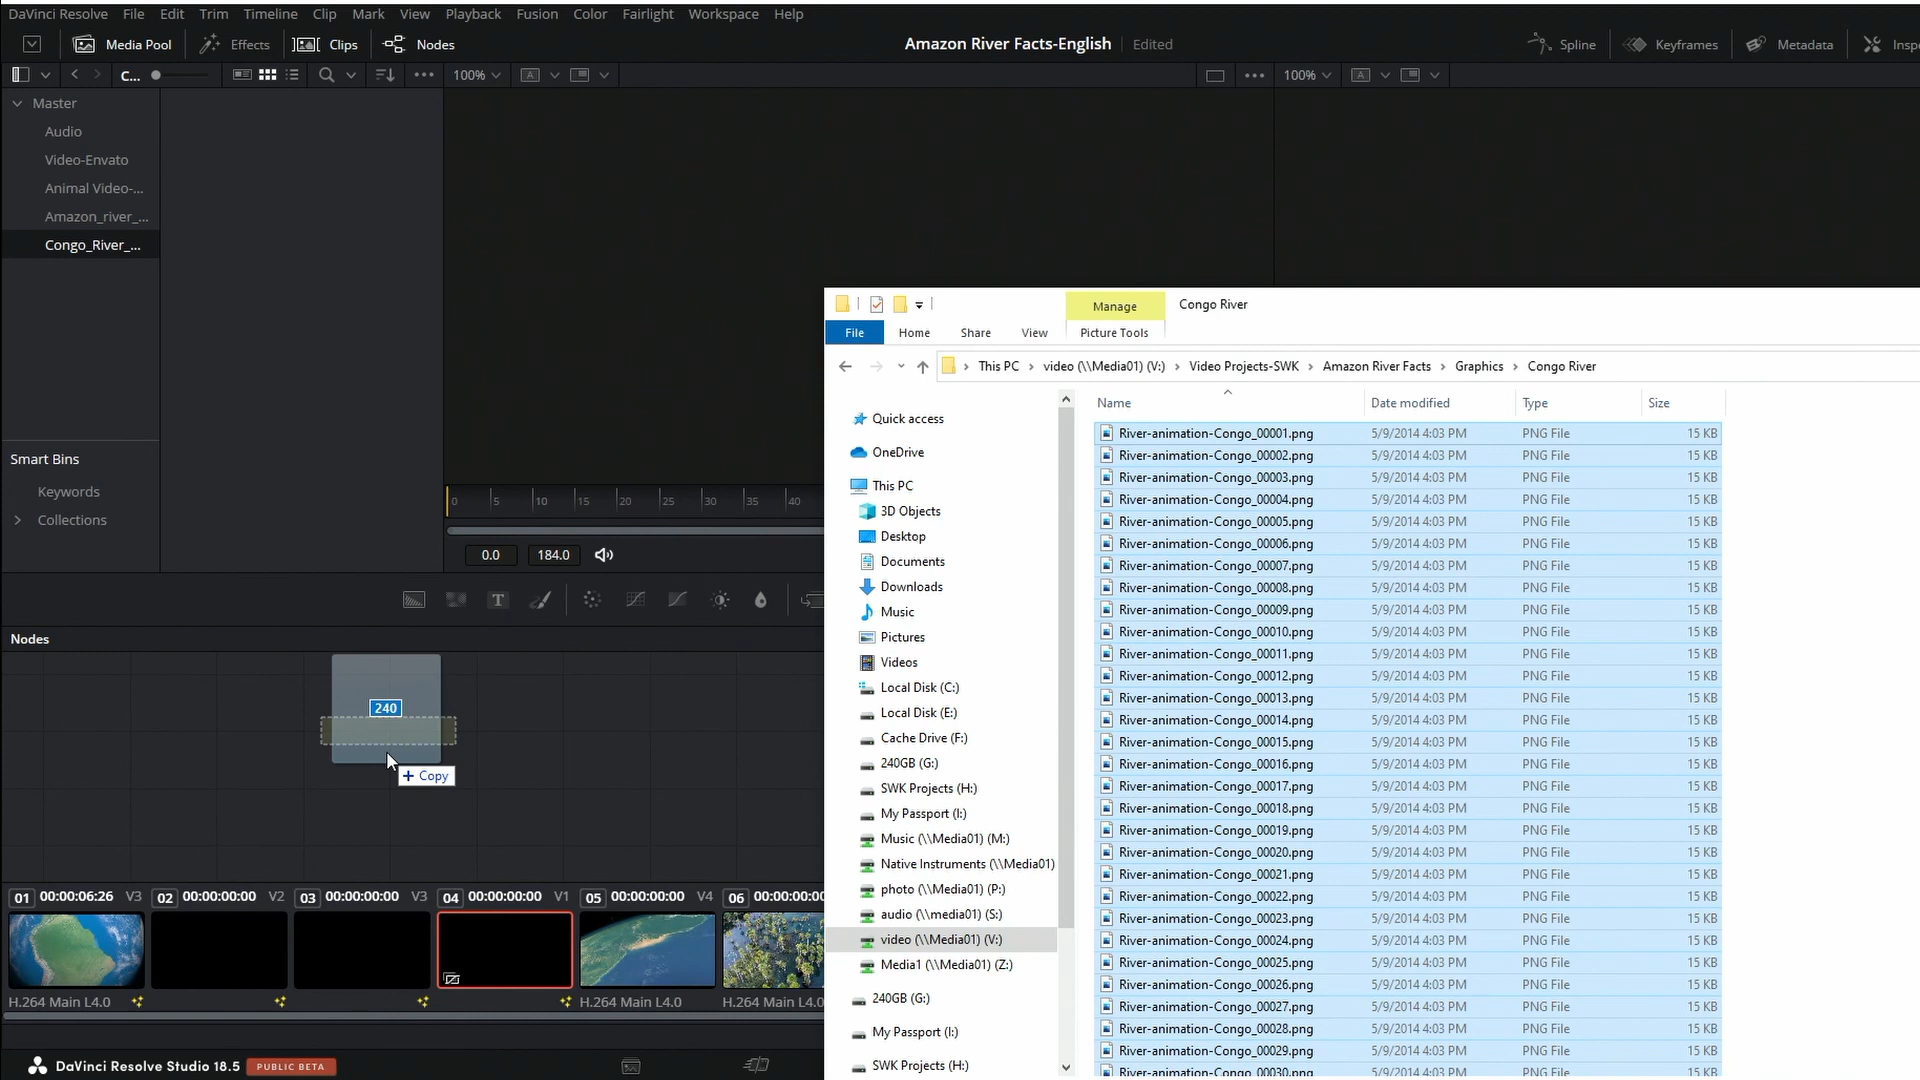 DaVinci Resolve File Edit Trim Timeline Clip Mark View Playback Fusion Color Fairlight Workspace Help
Media Pool Effects Clips Nodes Amazon River Facts-English Edited Spline Keyframes Metadata Inspe
C... 100% A 100% A
Master
Audio
Video-Envato
Animal Video-...
Amazon_river_...
Congo_River_...
Smart Bins
Keywords
Collections
0 5 10 15 20 25 30 35 40
0.0 184.0
T
Nodes
240
Copy
01 00:00:06:26 V3 02 00:00:00:00 V2 03 00:00:00:00 V3 04 00:00:00:00 V1 05 00:00:00:00 V4 06 00:00:00:00
H.264 Main L4.0 H.264 Main L4.0 H.264 Main L4.0
DaVinci Resolve Studio 18.5 PUBLIC BETA
Manage Congo River
File Home Share View Picture Tools
This PC video (\\Media01) (V:) Video Projects-SWK Amazon River Facts Graphics Congo River
Quick access
OneDrive
This PC
3D Objects
Desktop
Documents
Downloads
Music
Pictures
Videos
Local Disk (C:)
Local Disk (E:)
Cache Drive (F:)
240GB (G:)
SWK Projects (H:)
My Passport (I:)
Music (\\Media01) (M:)
Native Instruments (\\Media01)
photo (\\Media01) (P:)
audio (\\media01) (S:)
video (\\Media01) (V:)
Media1 (\\Media01) (Z:)
240GB (G:)
My Passport (I:)
SWK Projects (H:)
Name Date modified Type Size
River-animation-Congo_00001.png 5/9/2014 4:03 PM PNG File 15 KB
River-animation-Congo_00002.png 5/9/2014 4:03 PM PNG File 15 KB
River-animation-Congo_00003.png 5/9/2014 4:03 PM PNG File 15 KB
River-animation-Congo_00004.png 5/9/2014 4:03 PM PNG File 15 KB
River-animation-Congo_00005.png 5/9/2014 4:03 PM PNG File 15 KB
River-animation-Congo_00006.png 5/9/2014 4:03 PM PNG File 15 KB
River-animation-Congo_00007.png 5/9/2014 4:03 PM PNG File 15 KB
River-animation-Congo_00008.png 5/9/2014 4:03 PM PNG File 15 KB
River-animation-Congo_00009.png 5/9/2014 4:03 PM PNG File 15 KB
River-animation-Congo_00010.png 5/9/2014 4:03 PM PNG File 15 KB
River-animation-Congo_00011.png 5/9/2014 4:03 PM PNG File 15 KB
River-animation-Congo_00012.png 5/9/2014 4:03 PM PNG File 15 KB
River-animation-Congo_00013.png 5/9/2014 4:03 PM PNG File 15 KB
River-animation-Congo_00014.png 5/9/2014 4:03 PM PNG File 15 KB
River-animation-Congo_00015.png 5/9/2014 4:03 PM PNG File 15 KB
River-animation-Congo_00016.png 5/9/2014 4:03 PM PNG File 15 KB
River-animation-Congo_00017.png 5/9/2014 4:03 PM PNG File 15 KB
River-animation-Congo_00018.png 5/9/2014 4:03 PM PNG File 15 KB
River-animation-Congo_00019.png 5/9/2014 4:03 PM PNG File 15 KB
River-animation-Congo_00020.png 5/9/2014 4:03 PM PNG File 15 KB
River-animation-Congo_00021.png 5/9/2014 4:03 PM PNG File 15 KB
River-animation-Congo_00022.png 5/9/2014 4:03 PM PNG File 15 KB
River-animation-Congo_00023.png 5/9/2014 4:03 PM PNG File 15 KB
River-animation-Congo_00024.png 5/9/2014 4:03 PM PNG File 15 KB
River-animation-Congo_00025.png 5/9/2014 4:03 PM PNG File 15 KB
River-animation-Congo_00026.png 5/9/2014 4:03 PM PNG File 15 KB
River-animation-Congo_00027.png 5/9/2014 4:03 PM PNG File 15 KB
River-animation-Congo_00028.png 5/9/2014 4:03 PM PNG File 15 KB
River-animation-Congo_00029.png 5/9/2014 4:03 PM PNG File 15 KB
River-animation-Congo_00030.png 5/9/2014 4:03 PM PNG File 15 KB